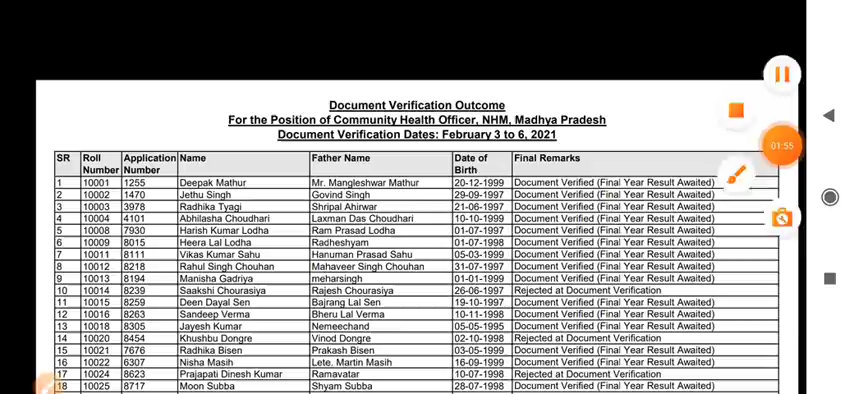 Document Verification Outcome
For the Position of Community Health Officer, NHM, Madhya Pradesh
Document Verification Dates: February 3 to 6, 2021
SR Roll Number Application Number Name Father Name Date of Birth Final Remarks
1 10001 1255 Deepak Mathur Mr. Mangleshwar Mathur 20-12-1999 Document Verified (Final Year Result Awaited)
2 10002 1470 Jethu Singh Govind Singh 29-09-1997 Document Verified (Final Year Result Awaited)
3 10003 3978 Radhika Tyagi Shripal Ahirwar 21-06-1997 Document Verified (Final Year Result Awaited)
4 10004 4101 Abhilasha Choudhari Laxman Das Choudhari 10-10-1999 Document Verified (Final Year Result Awaited)
5 10008 7930 Harish Kumar Lodha Ram Prasad Lodha 01-07-1997 Document Verified (Final Year Result Awaited)
6 10009 8015 Heera Lal Lodha Radheshyam 01-07-1998 Document Verified (Final Year Result Awaited)
7 10011 8111 Vikas Kumar Sahu Hanuman Prasad Sahu 05-03-1999 Document Verified (Final Year Result Awaited)
8 10012 8218 Rahul Singh Chouhan Mahaveer Singh Chouhan 31-07-1997 Document Verified (Final Year Result Awaited)
9 10013 8194 Manisha Gadriya meharsingh 01-01-1999 Document Verified (Final Year Result Awaited)
10 10014 8239 Saakshi Chourasiya Rajesh Chourasiya 26-06-1997 Rejected at Document Verification
11 10015 8259 Deen Dayal Sen Bajrang Lal Sen 19-10-1997 Document Verified (Final Year Result Awaited)
12 10016 8263 Sandeep Verma Bheru Lal Verma 10-11-1998 Document Verified (Final Year Result Awaited)
13 10018 8305 Jayesh Kumar Nemeechand 05-05-1995 Document Verified (Final Year Result Awaited)
14 10020 8454 Khushbu Dongre Vinod Dongre 02-10-1998 Rejected at Document Verification
15 10021 7676 Radhika Bisen Prakash Bisen 03-05-1999 Document Verified (Final Year Result Awaited)
16 10022 6307 Nisha Masih Lete. Martin Masih 16-09-1999 Document Verified (Final Year Result Awaited)
17 10024 8623 Prajapati Dinesh Kumar Ramavatar 10-07-1998 Rejected at Document Verification
18 10025 8717 Moon Subba Shyam Subba 28-07-1998 Document Verified (Final Year Result Awaited)
01:55